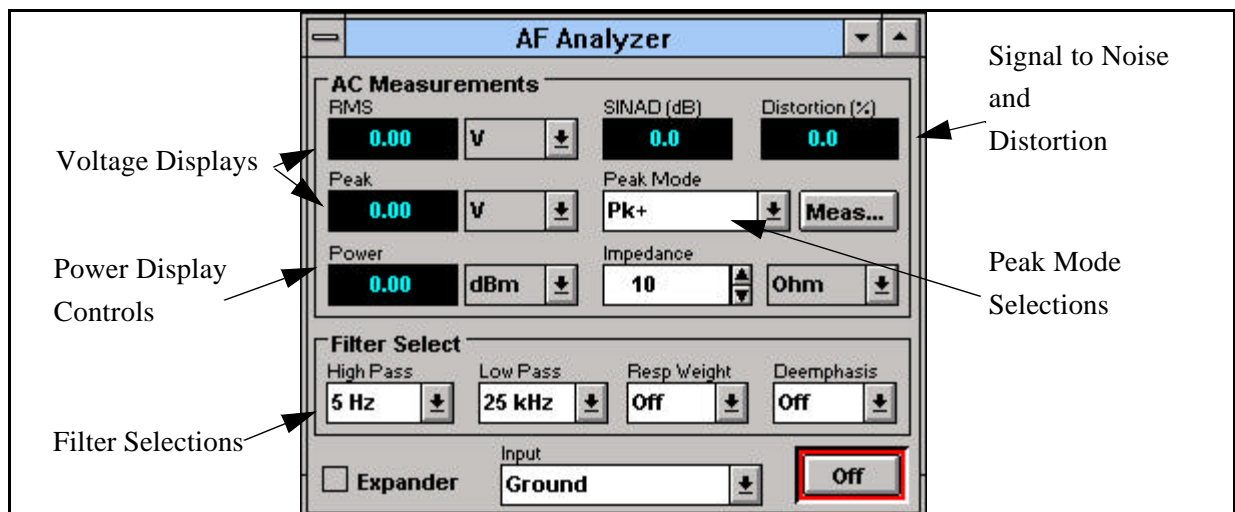 AF Analyzer
Signal to Noise
and
Distortion
AC Measurements
RMS
SINAD (dB)
Distortion (%)
0.00
V
0.0
0.0
Voltage Displays
Peak
Peak Mode
0.00
V
Pk+
Meas...
Power
Impedance
0.00
dBm
10
Ohm
Power Display
Controls
Peak Mode
Selections
Filter Select
High Pass
Low Pass
Resp Weight
Deemphasis
5 Hz
25 kHz
Off
Off
Filter Selections
Input
Expander
Ground
Off